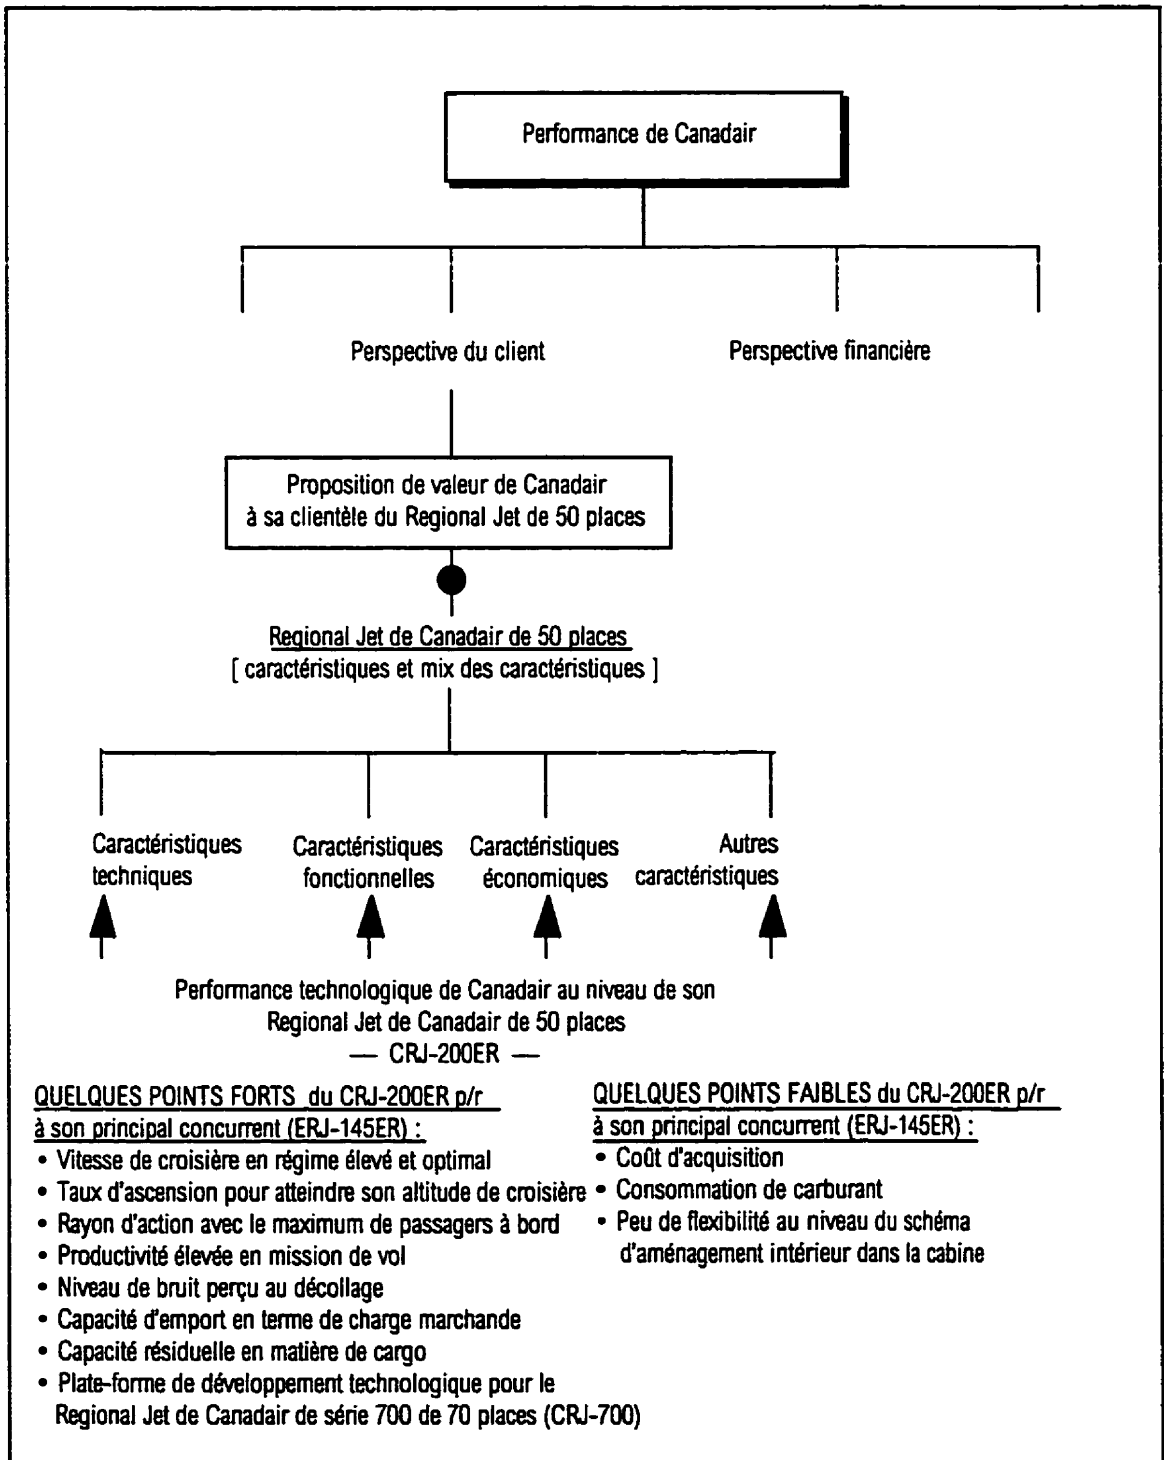 Performance de Canadair
Perspective du client
Perspective financière
Proposition de valeur de Canadair
à sa clientèle du Regional Jet de 50 places
Regional Jet de Canadair de 50 places
[ caractéristiques et mix des caractéristiques ]
Caractéristiques
techniques
Caractéristiques
fonctionnelles
Caractéristiques
économiques
Autres
caractéristiques
Performance technologique de Canadair au niveau de son
Regional Jet de Canadair de 50 places
— CRJ-200ER —
QUELQUES POINTS FORTS du CRJ-200ER p/r
à son principal concurrent (ERJ-145ER) :
• Vitesse de croisière en régime élevé et optimal
• Taux d'ascension pour atteindre son altitude de croisière
• Rayon d'action avec le maximum de passagers à bord
• Productivité élevée en mission de vol
• Niveau de bruit perçu au décollage
• Capacité d'emport en terme de charge marchande
• Capacité résiduelle en matière de cargo
• Plate-forme de développement technologique pour le
Regional Jet de Canadair de série 700 de 70 places (CRJ-700)
QUELQUES POINTS FAIBLES du CRJ-200ER p/r
à son principal concurrent (ERJ-145ER) :
• Coût d'acquisition
• Consommation de carburant
• Peu de flexibilité au niveau du schéma
d'aménagement intérieur dans la cabine